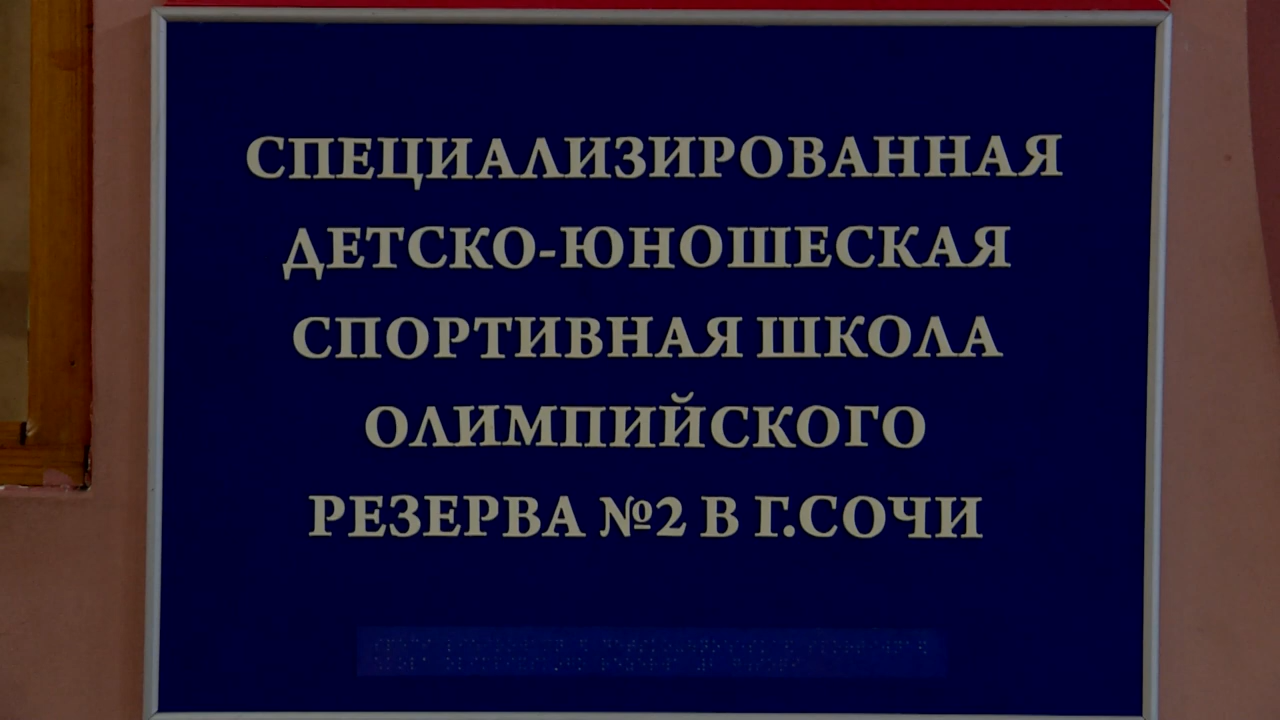 СПЕЦИАЛИЗИРОВАННАЯ
ДЕТСКО-ЮНОШЕСКАЯ
СПОРТИВНАЯ ШКОЛА
ОЛИМПИЙСКОГО
РЕЗЕРВА №2 В Г.СОЧИ